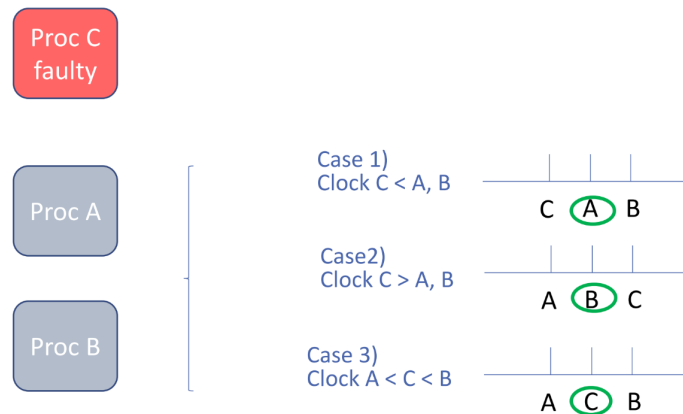 Proc C
faulty
Proc A
Proc B
Case 1)
Clock C < A, B
C A B
Case2)
Clock C > A, B
A B C
Case 3)
Clock A < C < B
A C B